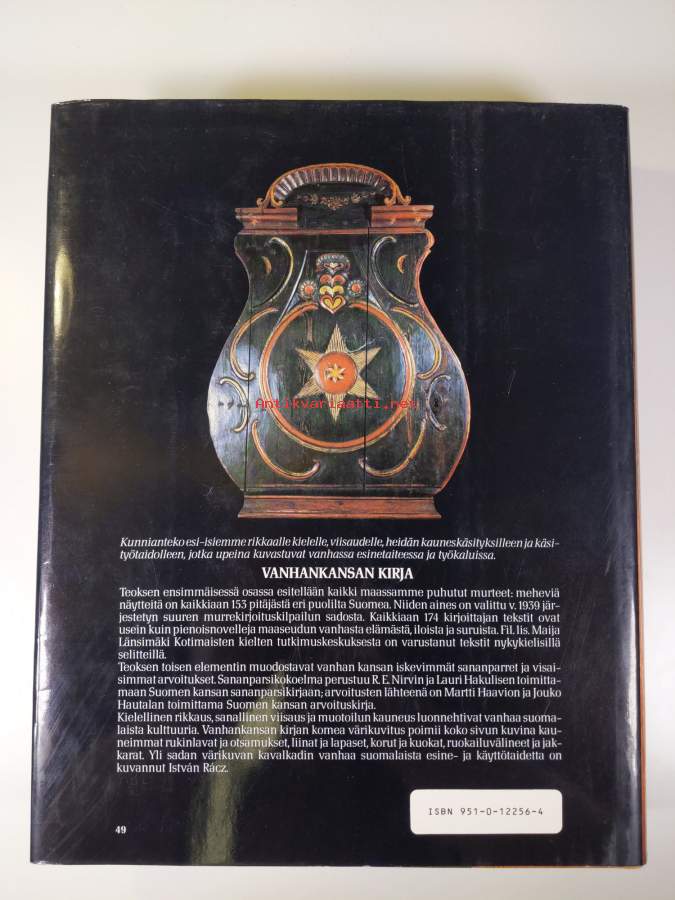 Antikvariaatti.net
Kunnianteko esi-isiemme rikkaalle kielelle, viisaudelle, heidän kauneskäsityksilleen ja käsi-
työtaidolleen, jotka upeina kuvastuvat vanhassa esinetaiteessa ja työkaluissa.
VANHANKANSAN KIRJA
Teoksen ensimmäisessä osassa esitellään kaikki maassamme puhutut murteet: meheviä
näytteitä on kaikkiaan 153 pitäjästä eri puolilta Suomea. Niiden aines on valittu v. 1939 jär-
jestetyn suuren murrekirjoituskilpailun sadosta. Kaikkiaan 174 kirjoittajan tekstit ovat
usein kuin pienoisnovelleja maaseudun vanhasta elämästä, iloista ja suruista. Fil. lis. Maija
Länsimäki Kotimaisten kielten tutkimuskeskuksesta on varustanut tekstit nykykielisillä
selitteillä.
Teoksen toisen elementin muodostavat vanhan kansan iskevimmät sananparret ja visai-
simmat arvoitukset. Sananparsikokoelma perustuu R. E. Nirvin ja Lauri Hakulisen toimitta-
maan Suomen kansan sananparsikirjaan; arvoitusten lähteenä on Martti Haavion ja Jouko
Hautalan toimittama Suomen kansan arvoituskirja.
Kielellinen rikkaus, sanallinen viisaus ja muotoilun kauneus luonnehtivat vanhaa suoma-
laista kulttuuria. Vanhankansan kirjan komea värikuvitus poimii koko sivun kuvina kau-
neimmat rukinlavat ja otsamukset, liinat ja lapaset, korut ja kuokat, ruokailuvälineet ja jak-
karat. Yli sadan värikuvan kavalkadin vanhaa suomalaista esine- ja käyttötaidetta on
kuvannut István Rácz.
ISBN 951-0-12256-4
49